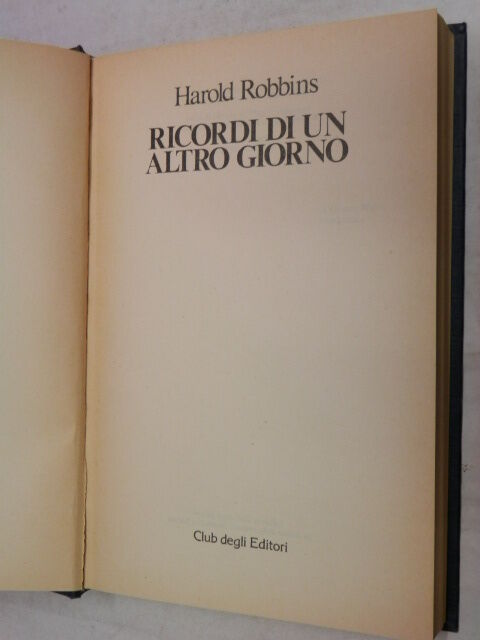 Harold Robbins
RICORDI DI UN
ALTRO GIORNO
Club degli Editori